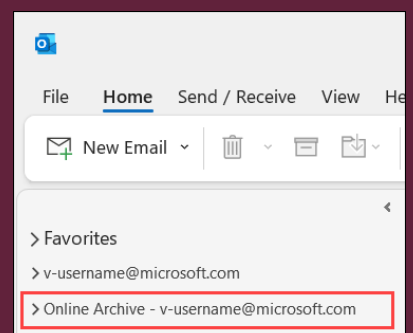 File Home Send / Receive View He
New Email
Favorites
v-username@microsoft.com
Online Archive - v-username@microsoft.com